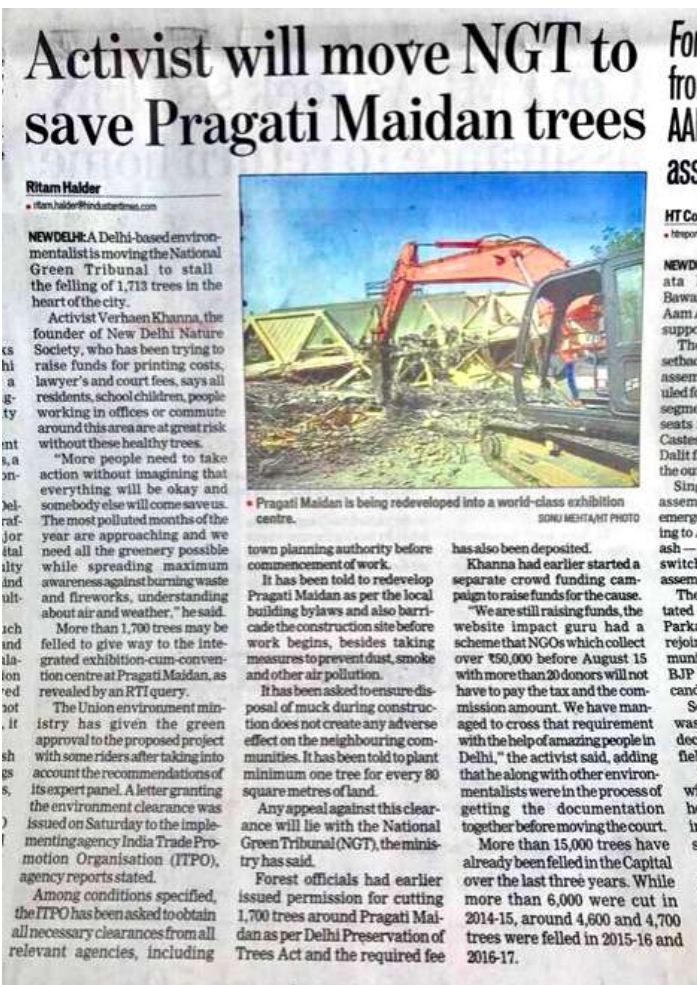 Activist will move NGT to
save Pragati Maidan trees
Ritam Halder
ritam.halder@hindustantimes.com
NEW DELHI: A Delhi-based environ-
mentalist is moving the National
Green Tribunal to stall
the felling of 1,713 trees in the
heart of the city.
Activist Verhaen Khanna, the
founder of New Delhi Nature
Society, who has been trying to
raise funds for printing costs,
lawyer's and court fees, says all
residents, school children, people
working in offices or commute
around this area are at great risk
without these healthy trees.
"More people need to take
action without imagining that
everything will be okay and
somebody else will come save us.
The most polluted months of the
year are approaching and we
need all the greenery possible
while spreading maximum
awareness against burning waste
and fireworks, understanding
about air and weather," he said.
More than 1,700 trees may be
felled to give way to the inte-
grated exhibition-cum-conven-
tion centre at Pragati Maidan, as
revealed by an RTI query.
The Union environment min-
istry has given the green
approval to the proposed project
with some riders after taking into
account the recommendations of
its expert panel. A letter granting
the environment clearance was
issued on Saturday to the imple-
menting agency India Trade Pro-
motion Organisation (ITPO),
agency reports stated.
Among conditions specified,
the ITPO has been asked to obtain
all necessary clearances from all
relevant agencies, including
Pragati Maidan is being redeveloped into a world-class exhibition
centre.
SONU MEHTA/HT PHOTO
town planning authority before
commencement of work.
It has been told to redevelop
Pragati Maidan as per the local
building bylaws and also barri-
cade the construction site before
work begins, besides taking
measures to prevent dust, smoke
and other air pollution.
It has been asked to ensure dis-
posal of muck during construc-
tion does not create any adverse
effect on the neighbouring com-
munities. It has been told to plant
minimum one tree for every 80
square metres of land.
Any appeal against this clear-
ance will lie with the National
Green Tribunal (NGT), the minis-
try has said.
Forest officials had earlier
issued permission for cutting
1,700 trees around Pragati Mai-
dan as per Delhi Preservation of
Trees Act and the required fee
has also been deposited.
Khanna had earlier started a
separate crowd funding cam-
paign to raise funds for the cause.
"We are still raising funds, the
website impact guru had a
scheme that NGOs which collect
over ₹50,000 before August 15
with more than 20 donors will not
have to pay the tax and the com-
mission amount. We have man-
aged to cross that requirement
with the help of amazing people in
Delhi," the activist said, adding
that he along with other environ-
mentalists were in the process of
getting the documentation
together before moving the court.
More than 15,000 trees have
already been felled in the Capital
over the last three years. While
more than 6,000 were cut in
2014-15, around 4,600 and 4,700
trees were felled in 2015-16 and
2016-17.